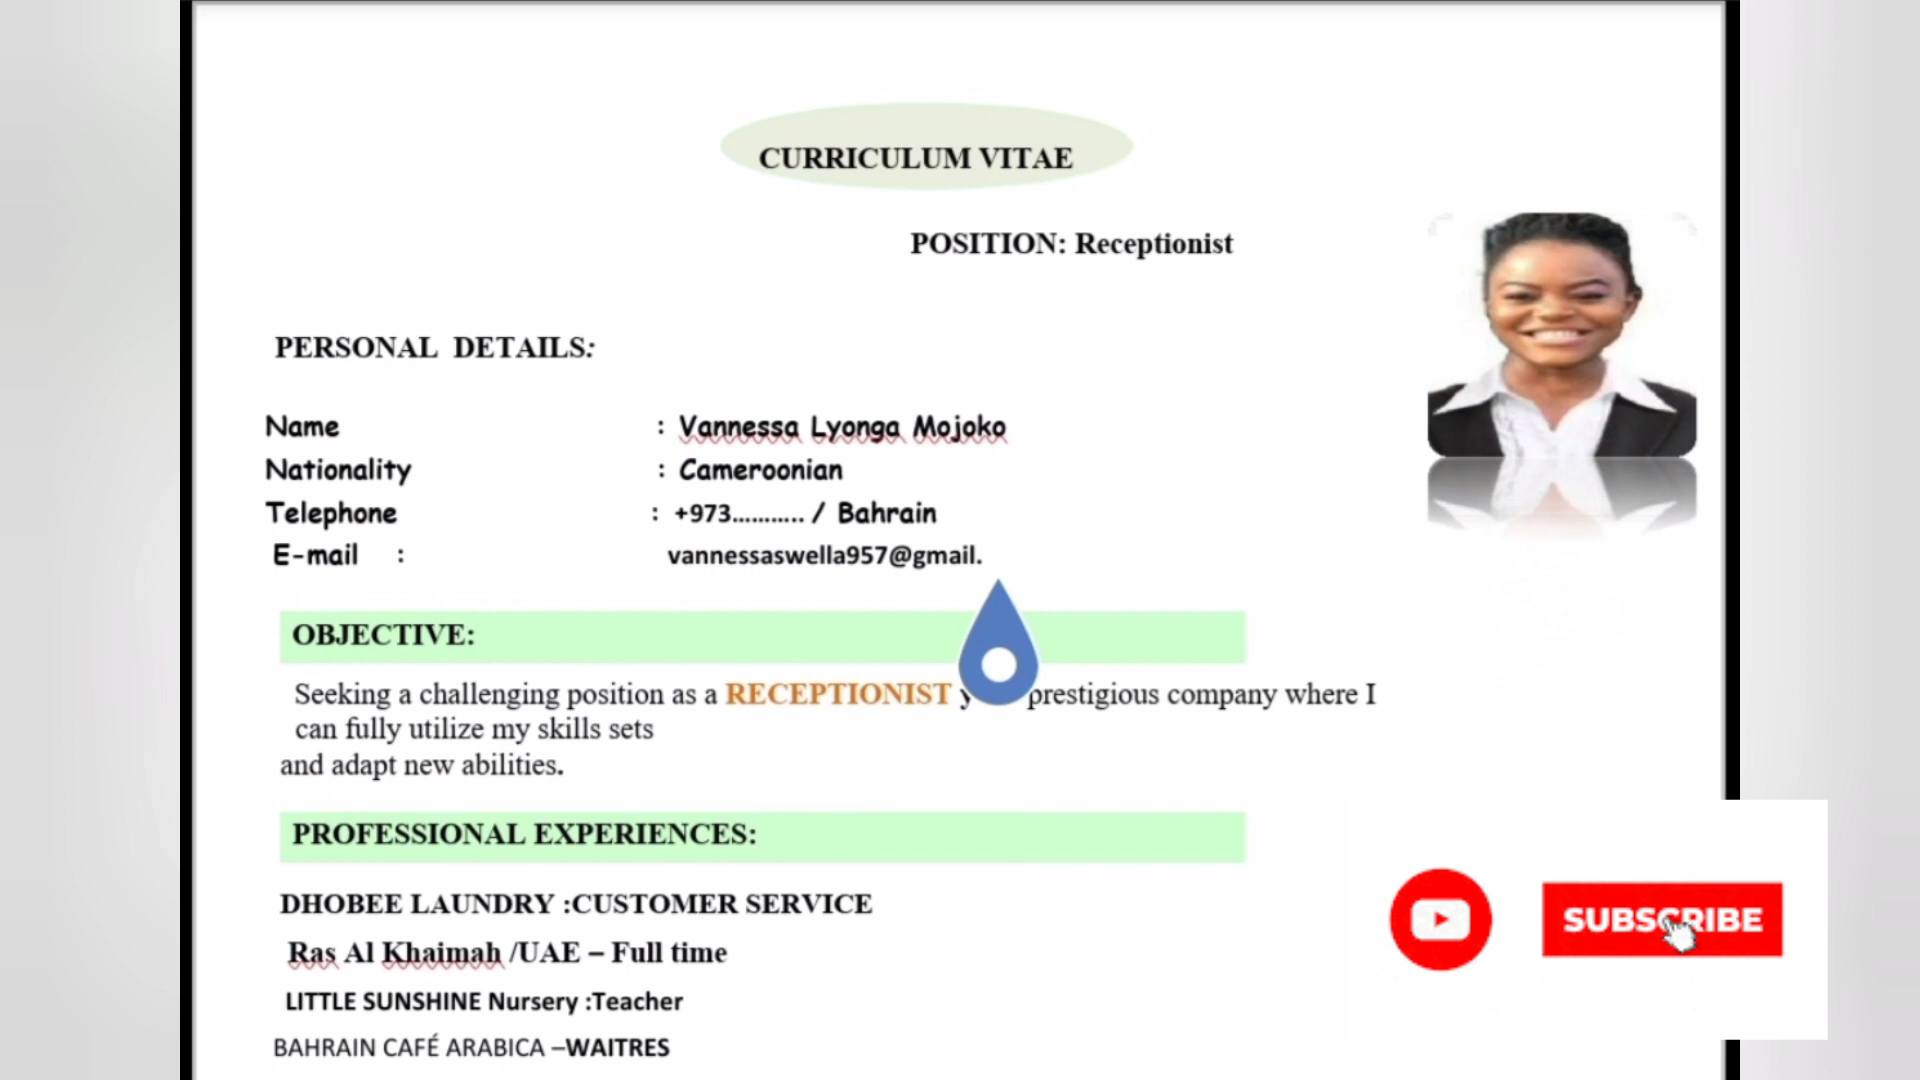 CURRICULUM VITAE
POSITION: Receptionist
PERSONAL DETAILS:
Name : Vannessa Lyonga Mojoko
Nationality : Cameroonian
Telephone : +973........... / Bahrain
E-mail : vannessaswella957@gmail.
OBJECTIVE:
Seeking a challenging position as a RECEPTIONIST prestigious company where I
can fully utilize my skills sets
and adapt new abilities.
PROFESSIONAL EXPERIENCES:
DHOBEE LAUNDRY :CUSTOMER SERVICE
Ras Al Khaimah /UAE – Full time
LITTLE SUNSHINE Nursery :Teacher
BAHRAIN CAFÉ ARABICA –WAITRES
SUBSCRIBE